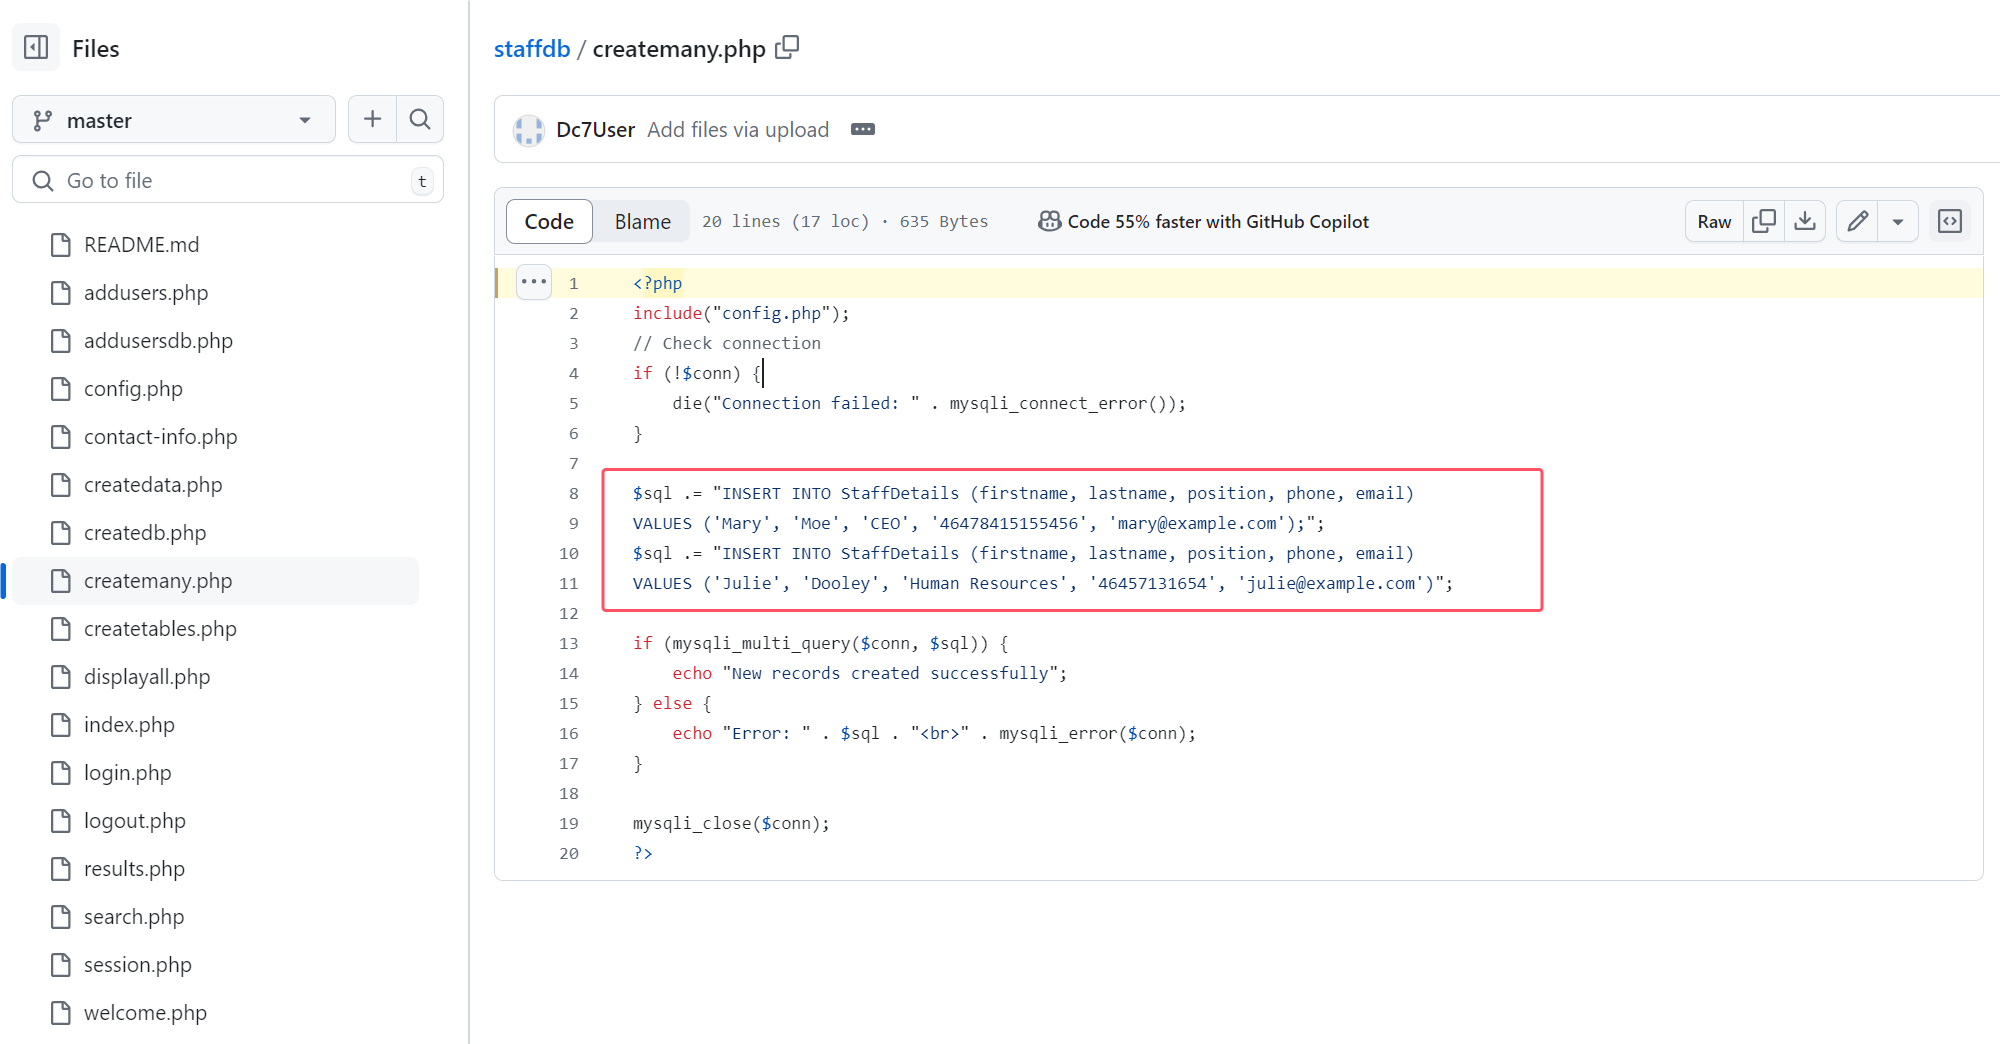 Files
master
Go to file
t
README.md
addusers.php
addusersdb.php
config.php
contact-info.php
createdata.php
createdb.php
createmany.php
createtables.php
displayall.php
index.php
login.php
logout.php
results.php
search.php
session.php
welcome.php
staffdb / createmany.php
Dc7User Add files via upload
Code Blame 20 lines (17 loc) · 635 Bytes Code 55% faster with GitHub Copilot Raw
1 <?php
2 include("config.php");
3 // Check connection
4 if (!$conn) {
5     die("Connection failed: " . mysqli_connect_error());
6 }
7
8 $sql .= "INSERT INTO StaffDetails (firstname, lastname, position, phone, email)
9 VALUES ('Mary', 'Moe', 'CEO', '46478415155456', 'mary@example.com');";
10 $sql .= "INSERT INTO StaffDetails (firstname, lastname, position, phone, email)
11 VALUES ('Julie', 'Dooley', 'Human Resources', '46457131654', 'julie@example.com')";
12
13 if (mysqli_multi_query($conn, $sql)) {
14     echo "New records created successfully";
15 } else {
16     echo "Error: " . $sql . "<br>" . mysqli_error($conn);
17 }
18
19 mysqli_close($conn);
20 ?>